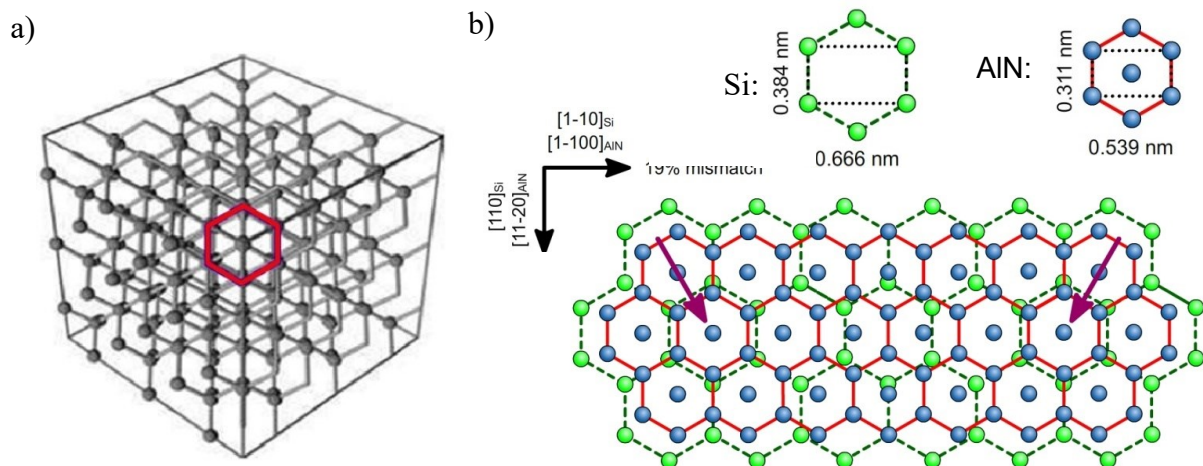 a)
b)
Si:
0.384 nm
0.666 nm
AlN:
0.311 nm
0.539 nm
[1-10]Si
[1-100]AlN
19% mismatch
[110]Si
[11-20]AlN